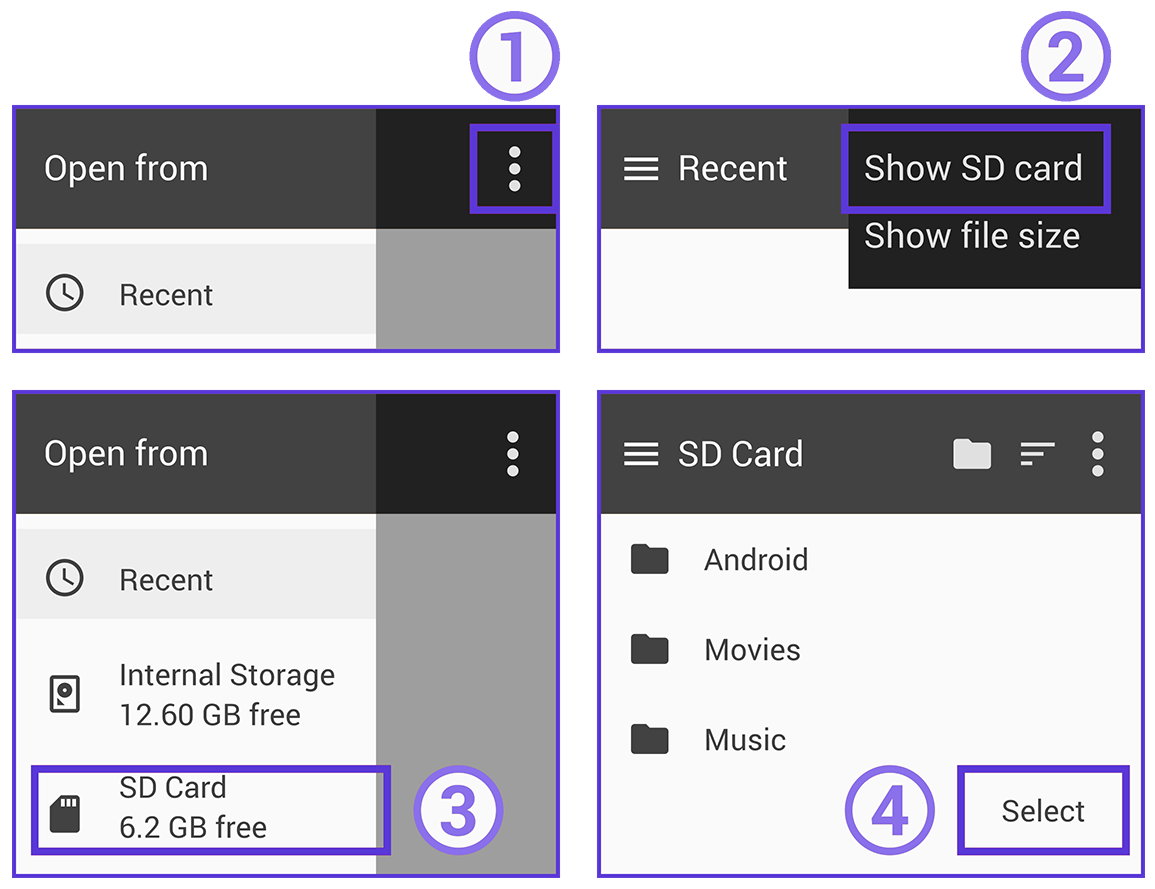 1
2
Open from
Recent
Recent
Show SD card
Show file size
Open from
Recent
Internal Storage
12.60 GB free
SD Card
6.2 GB free
3
SD Card
Android
Movies
Music
4
Select